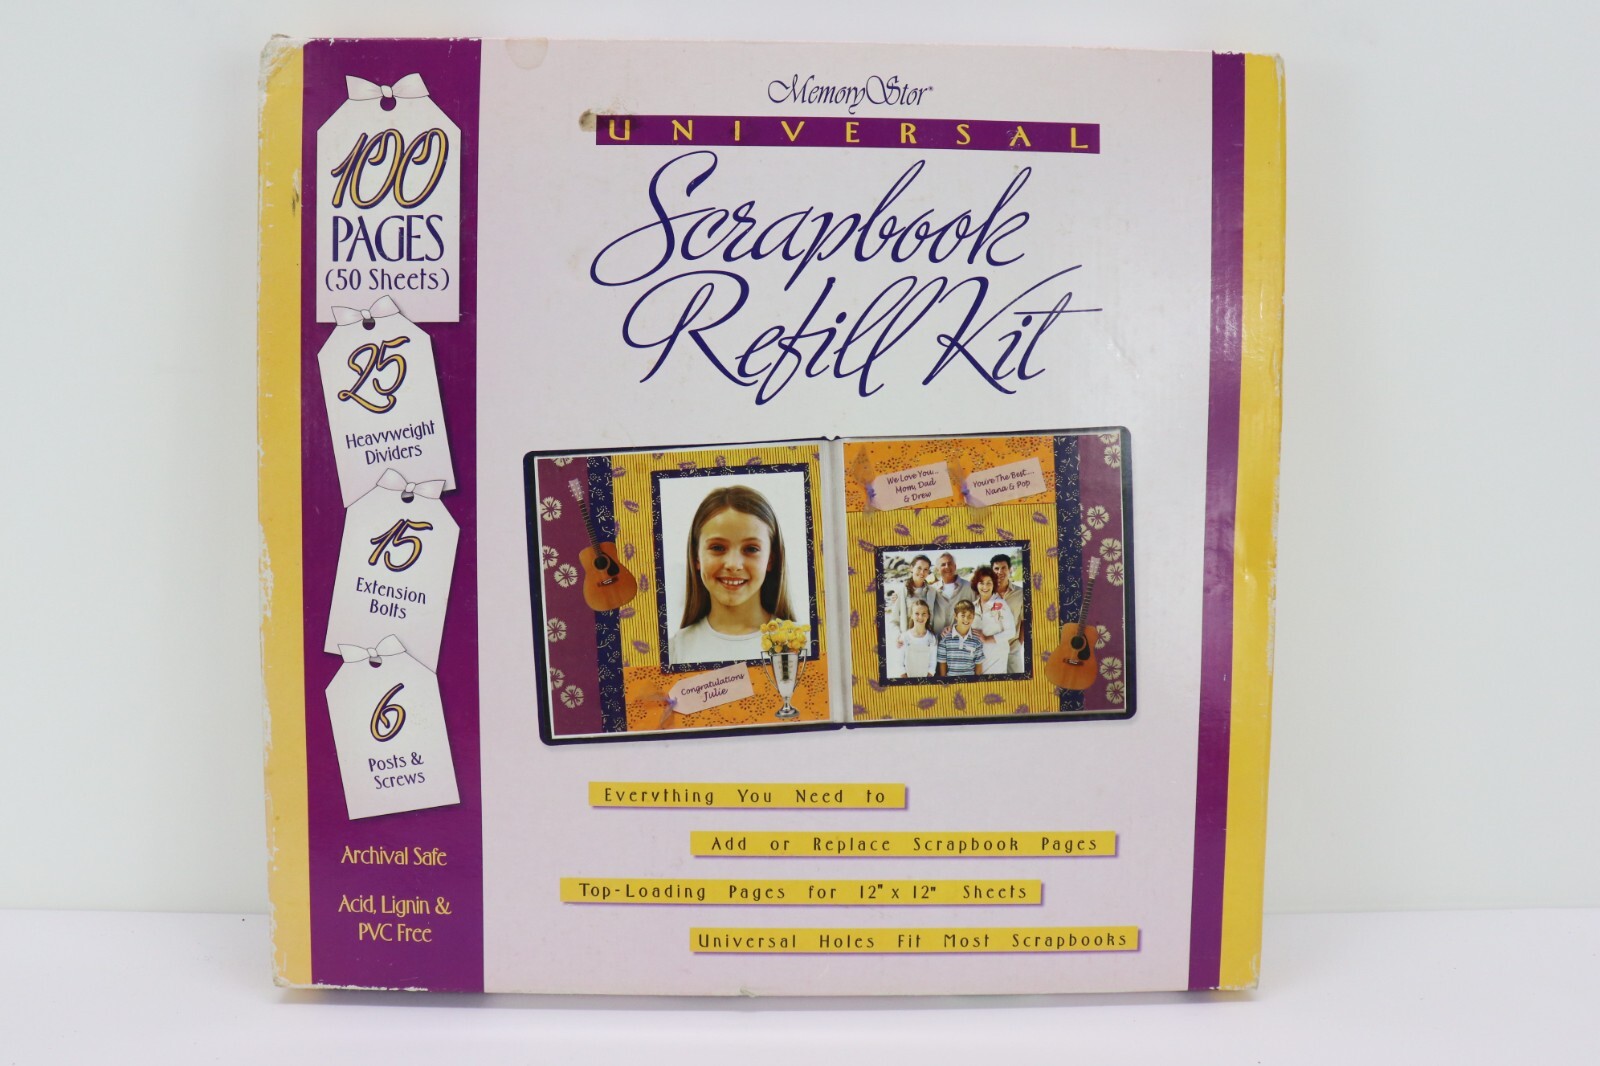 MemoryStor®
UNIVERSAL
Scrapbook
Refill Kit
100
PAGES
(50 Sheets)
25
Heavyweight
Dividers
15
Extension
Bolts
6
Posts &
Screws
Archival Safe
Acid, Lignin &
PVC Free
We Love You...
Mom, Dad
& Drew
You're The Best....
Nana & Pop
Congratulations
Julie
Everything You Need to
Add or Replace Scrapbook Pages
Top-Loading Pages for 12" x 12" Sheets
Universal Holes Fit Most Scrapbooks